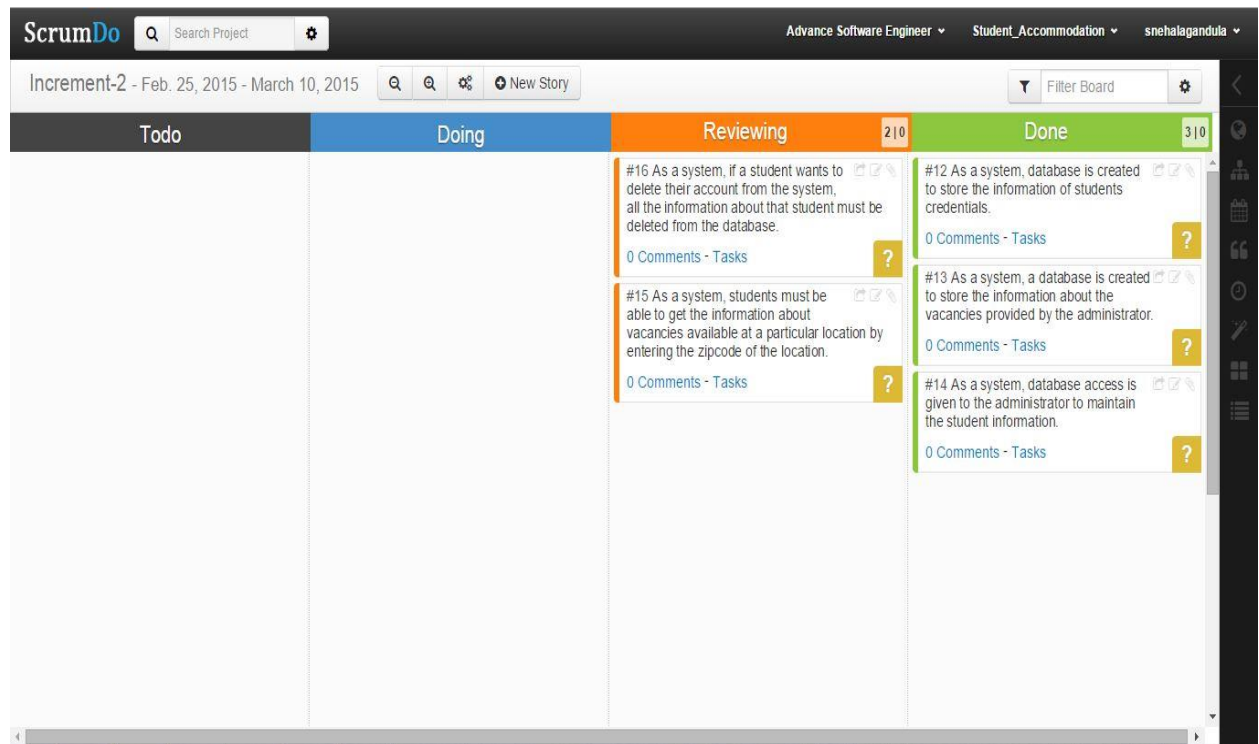 ScrumDo Search Project Advance Software Engineer Student_Accommodation snehalagandula
Increment-2 - Feb. 25, 2015 - March 10, 2015 New Story Filter Board
Todo
Doing
Reviewing 2|0
#16 As a system, if a student wants to
delete their account from the system,
all the information about that student must be
deleted from the database.
0 Comments - Tasks
?
#15 As a system, students must be
able to get the information about
vacancies available at a particular location by
entering the zipcode of the location.
0 Comments - Tasks
?
Done 3|0
#12 As a system, database is created
to store the information of students
credentials.
0 Comments - Tasks
?
#13 As a system, a database is created
to store the information about the
vacancies provided by the administrator.
0 Comments - Tasks
?
#14 As a system, database access is
given to the administrator to maintain
the student information.
0 Comments - Tasks
?